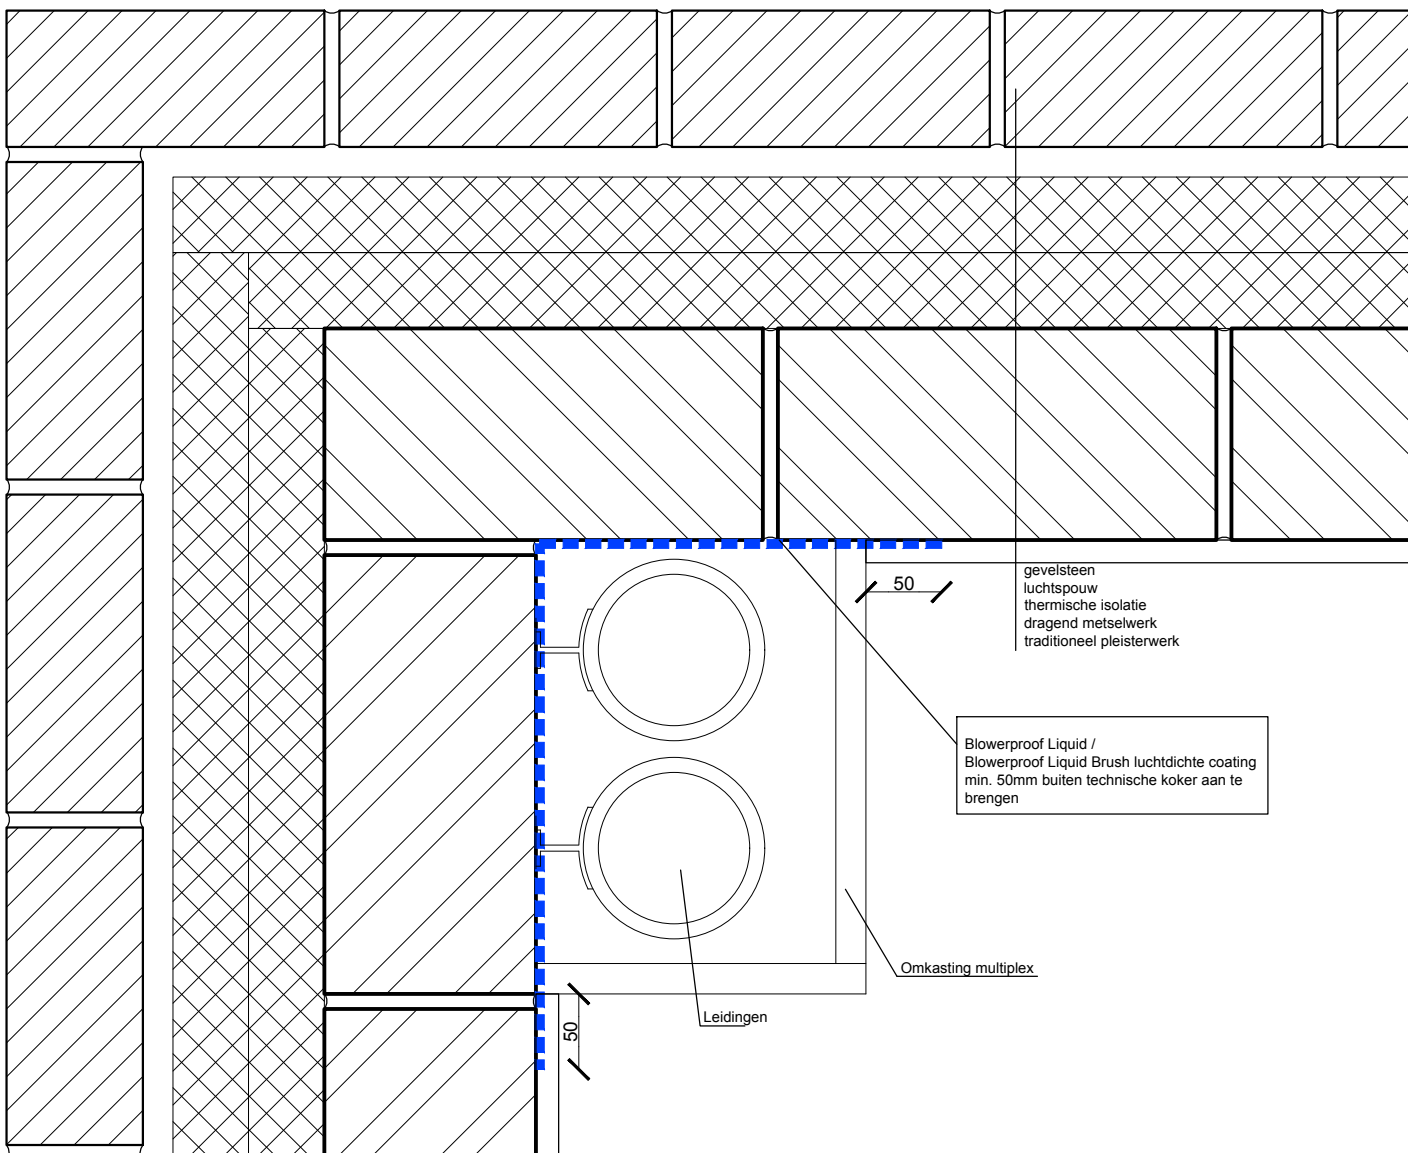 50
gevelsteen
luchtspouw
thermische isolatie
dragend metselwerk
traditioneel pleisterwerk
Blowerproof Liquid /
Blowerproof Liquid Brush luchtdichte coating
min. 50mm buiten technische koker aan te
brengen
Omkasting multiplex
Leidingen
50